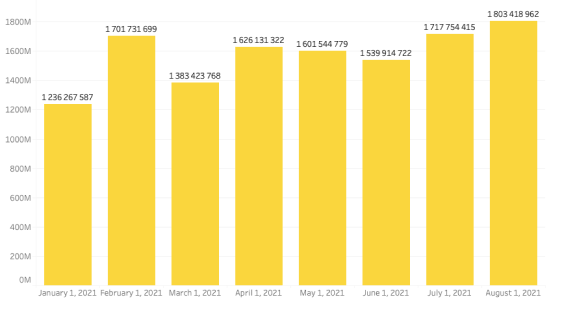 1800M
1600M
1400M
1200M
1000M
800M
600M
400M
200M
0M
1 236 267 587
1 701 731 699
1 383 423 768
1 626 131 322
1 601 544 779
1 539 914 722
1 717 754 415
1 803 418 962
January 1, 2021 February 1, 2021 March 1, 2021 April 1, 2021 May 1, 2021 June 1, 2021 July 1, 2021 August 1, 2021